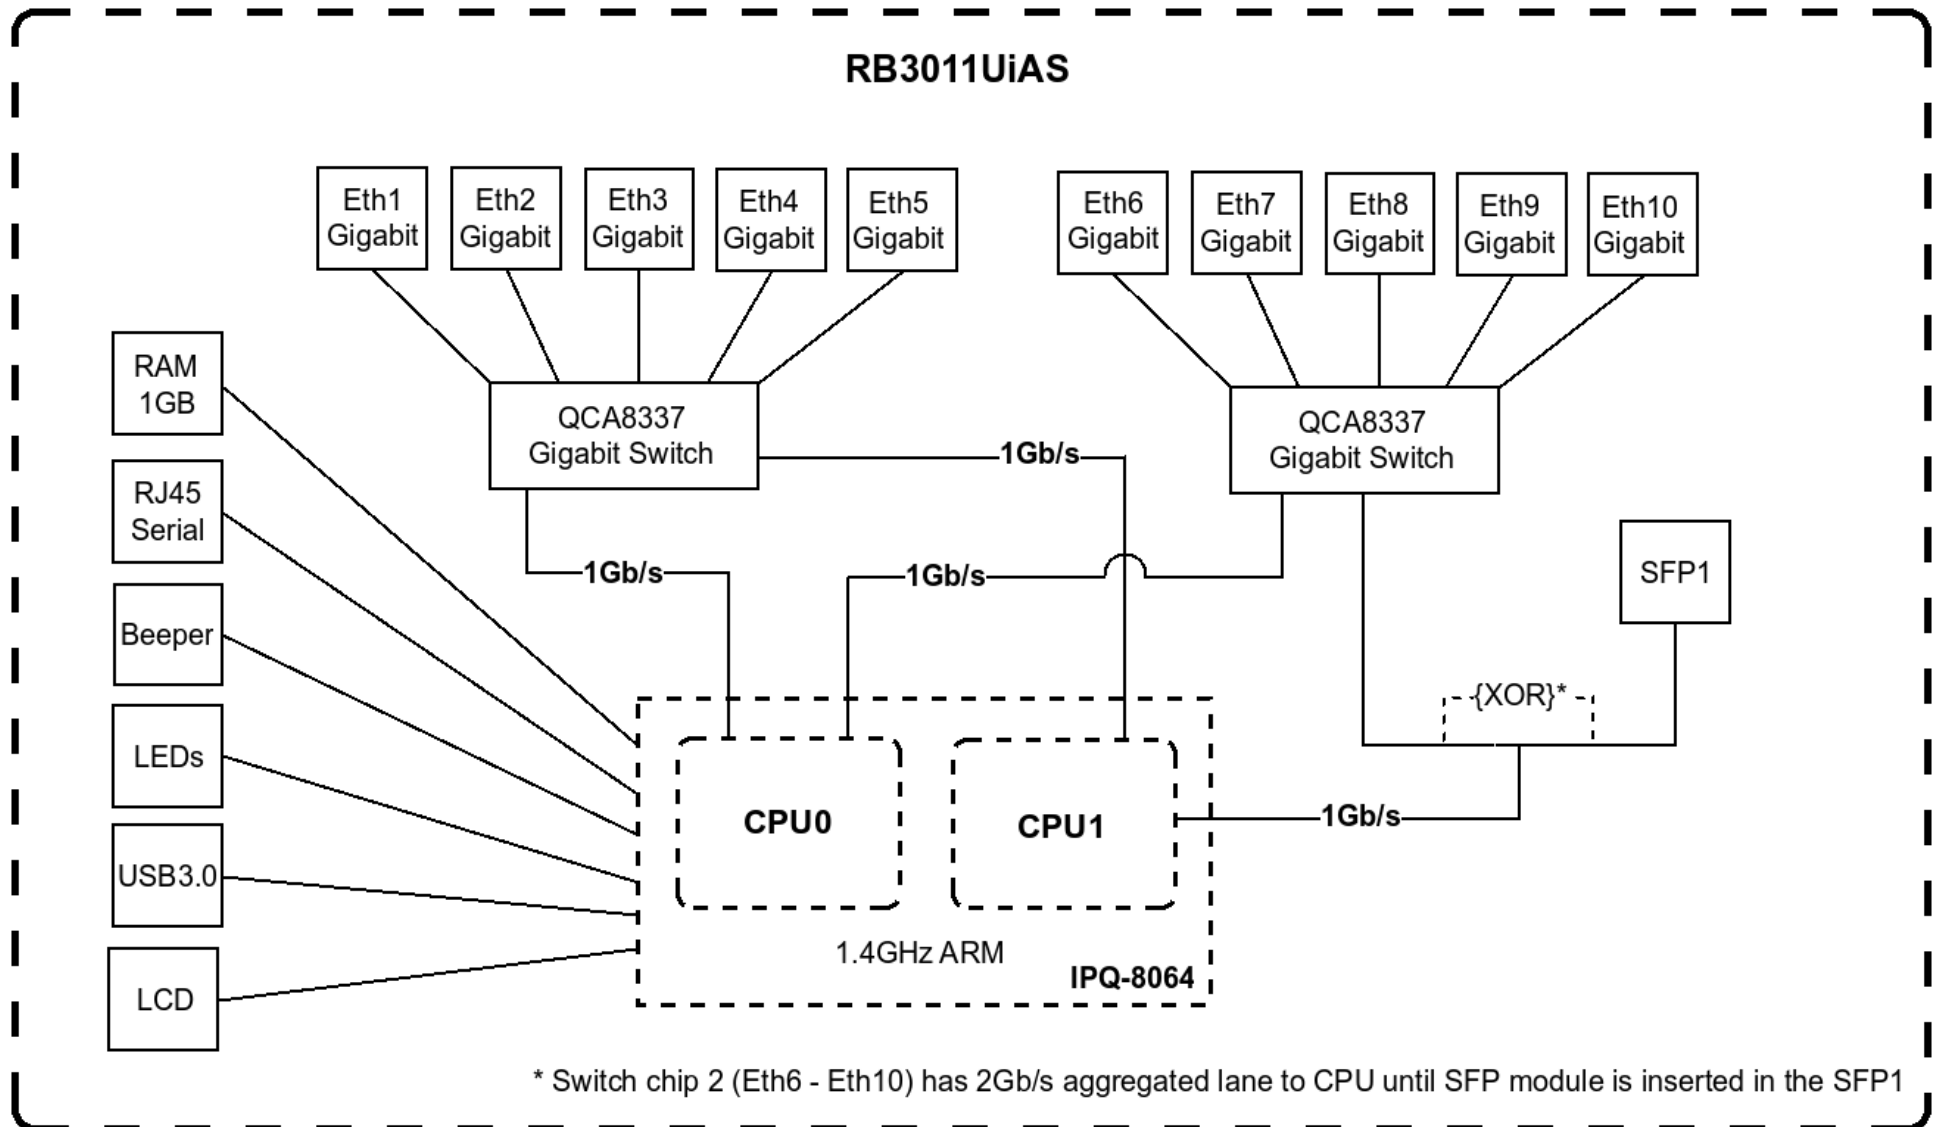 RB3011UiAS
Eth1
Gigabit
Eth2
Gigabit
Eth3
Gigabit
Eth4
Gigabit
Eth5
Gigabit
Eth6
Gigabit
Eth7
Gigabit
Eth8
Gigabit
Eth9
Gigabit
Eth10
Gigabit
RAM
1GB
RJ45
Serial
Beeper
LEDs
USB3.0
LCD
QCA8337
Gigabit Switch
QCA8337
Gigabit Switch
1Gb/s
1Gb/s
1Gb/s
SFP1
{XOR}*
1Gb/s
CPU0
CPU1
1.4GHz ARM
IPQ-8064
* Switch chip 2 (Eth6 - Eth10) has 2Gb/s aggregated lane to CPU until SFP module is inserted in the SFP1